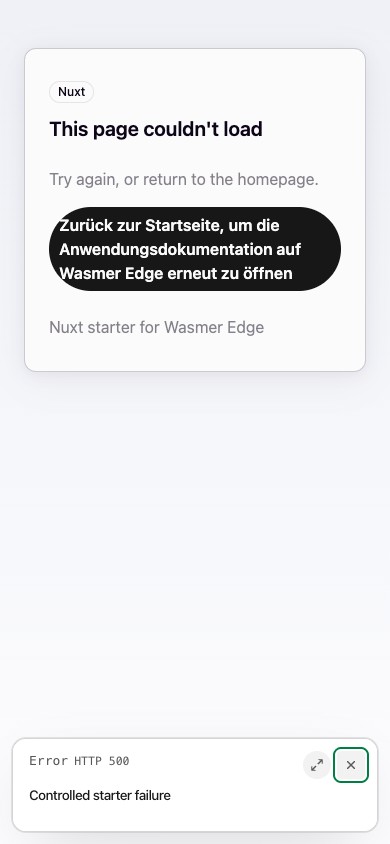 Nuxt
This page couldn't load
Try again, or return to the homepage.
Zurück zur Startseite, um die
Anwendungsdokumentation auf
Wasmer Edge erneut zu öffnen
Nuxt starter for Wasmer Edge
Error HTTP 500
Controlled starter failure